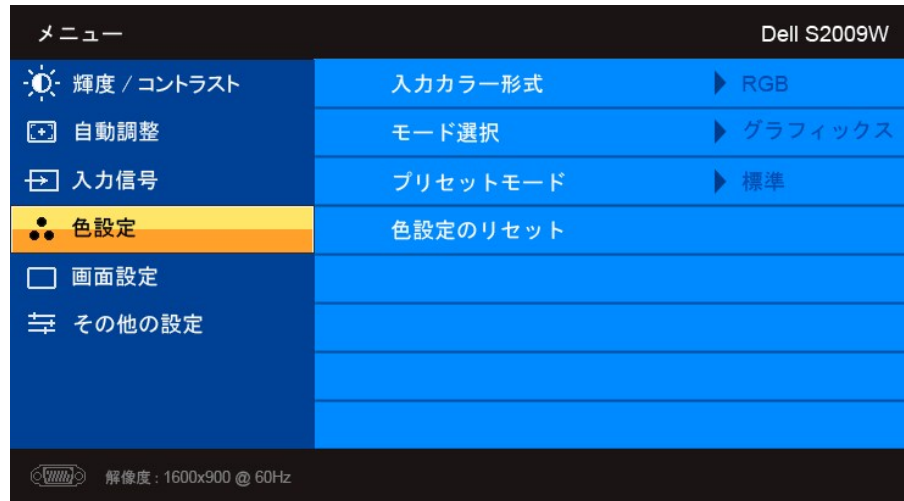 メニュー Dell S2009W
輝度 / コントラスト 入力カラー形式 RGB
自動調整 モード選択 グラフィックス
入力信号 プリセットモード 標準
色設定 色設定のリセット
画面設定
その他の設定
解像度 : 1600x900 @ 60Hz